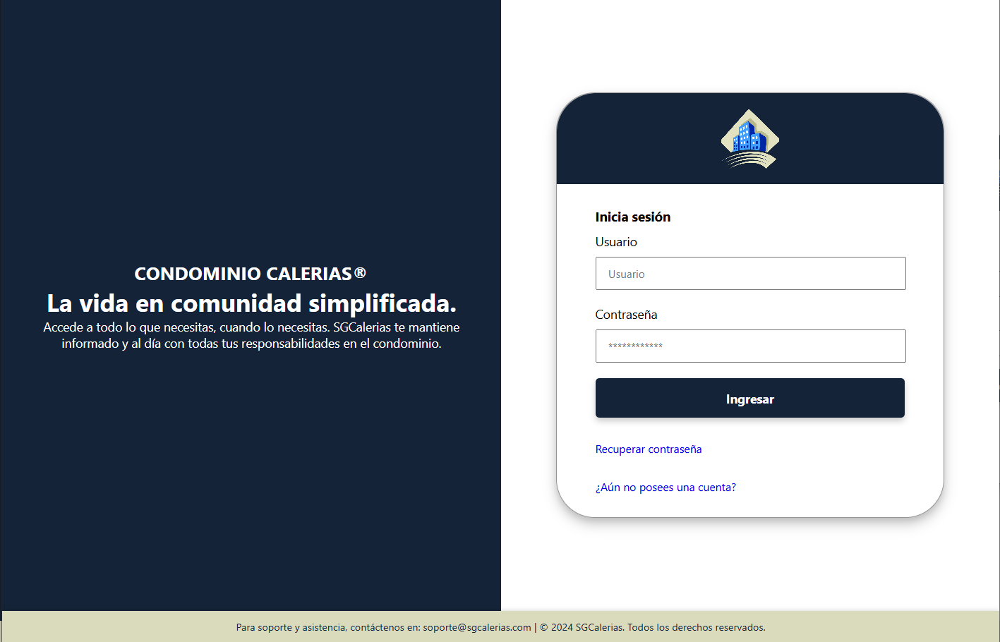 CONDOMINIO CALERIAS®
La vida en comunidad simplificada.
Accede a todo lo que necesitas, cuando lo necesitas. SGCalerias te mantiene
informado y al día con todas tus responsabilidades en el condominio.
Inicia sesión
Usuario
Usuario
Contraseña
************
Ingresar
Recuperar contraseña
¿Aún no posees una cuenta?
Para soporte y asistencia, contáctenos en: soporte@sgcalerias.com | © 2024 SGCalerias. Todos los derechos reservados.